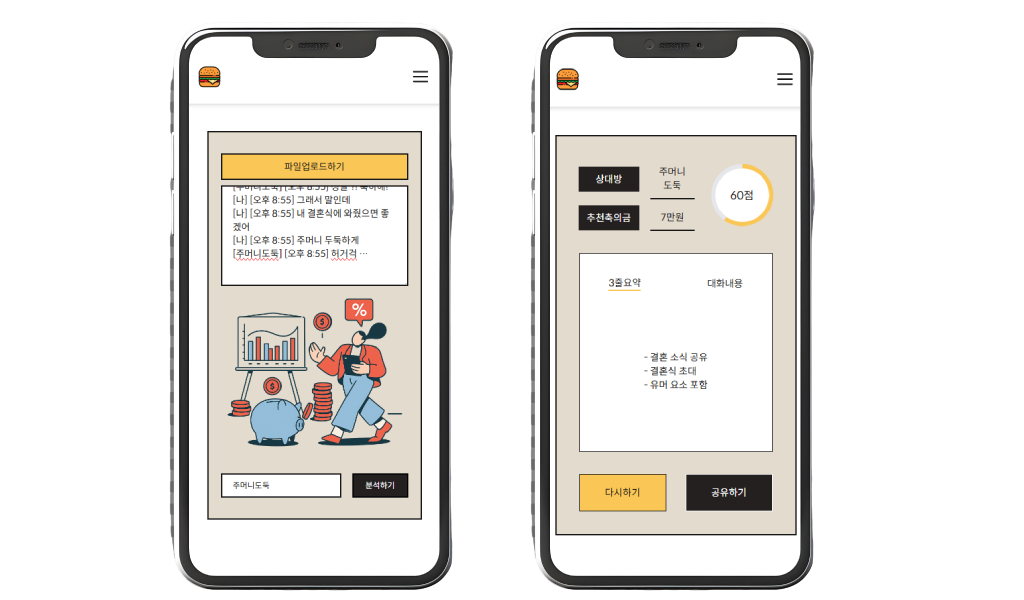 파일업로드하기
[주머니도둑] [오후 8:55]
[나] [오후 8:55] 그래서 말인데
[나] [오후 8:55] 내 결혼식에 와줬으면 좋
겠어
[나] [오후 8:55] 주머니 두둑하게
[주머니도둑] [오후 8:55] 허거걱 ···
%
$
$
주머니도둑
분석하기
상대방
주머니
도둑
60점
추천축의금
7만원
3줄요약
대화내용
- 결혼 소식 공유
- 결혼식 초대
- 유머 요소 포함
다시하기
공유하기